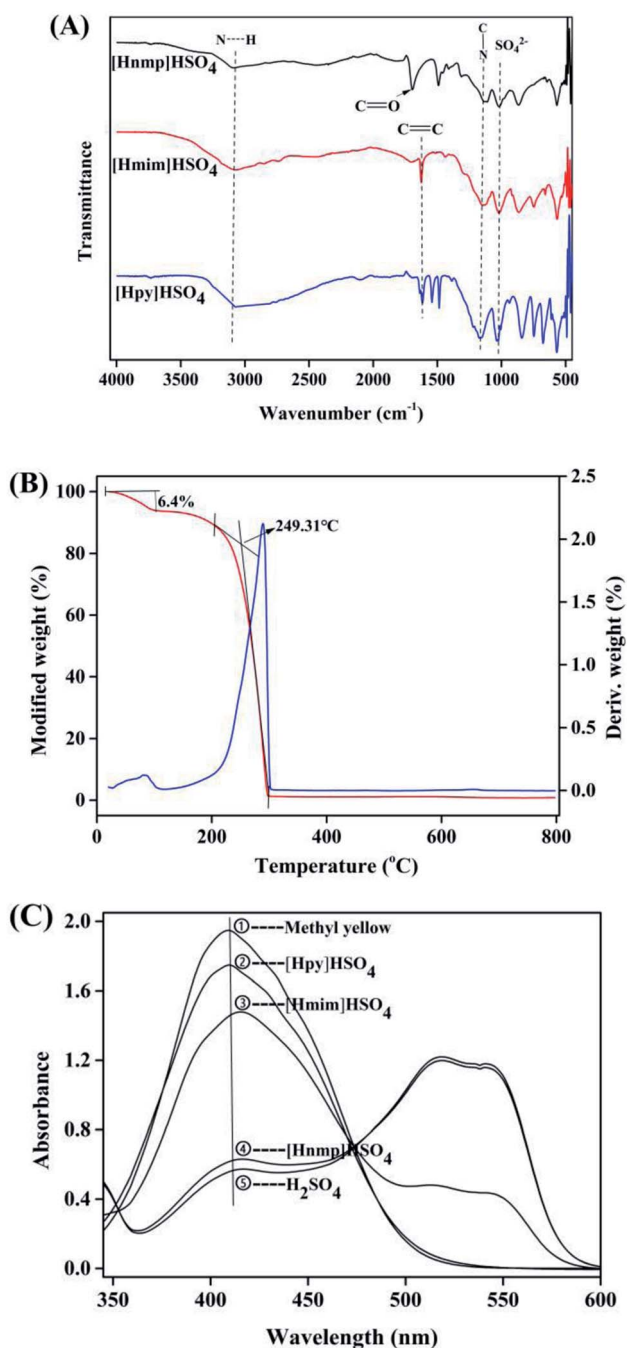 (A)
C
N----H
N
SO₄²⁻
[Hnmp]HSO₄
C=O
C=C
[Hmim]HSO₄
[Hpy]HSO₄
Transmittance
4000 3500 3000 2500 2000 1500 1000 500
Wavenumber (cm⁻¹)
(B)
100
80
60
40
20
0
6.4%
249.31°C
2.5
2.0
1.5
1.0
0.5
0.0
Modified weight (%)
Deriv. weight (%)
0 200 400 600 800
Temperature (°C)
(C)
2.0
1.6
1.2
0.8
0.4
0.0
①----Methyl yellow
②----[Hpy]HSO₄
③----[Hmim]HSO₄
④----[Hnmp]HSO₄
⑤----H₂SO₄
Absorbance
350 400 450 500 550 600
Wavelength (nm)